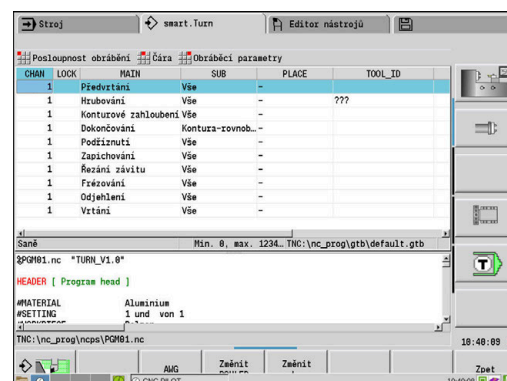 Stroj
smart.Turn
Editor nástrojů
Posloupnost obrábění Čára Obráběcí parametry
CHAN LOCK MAIN SUB PLACE TOOL_ID
1 Předvrtání Vše -
1 Hrubování Vše - ???
1 Konturové zahloubení Vše -
1 Dokončování Kontura-rovnob… -
1 Podříznutí Vše -
1 Zapichování Vše -
1 Řezání závitu Vše -
1 Frézování Vše -
1 Odjehlení Vše -
1 Vrtání Vše -
Saně Min. 0, max. 1234… TNC:\nc_prog\gtb\default.gtb
%PGM01.nc "TURN_V1.0"
HEADER [ Program head ]
#MATERIAL Aluminium
#SETTING 1 und von 1
TNC:\nc_prog\ncps\PGM01.nc
10:40:09
AWG
Změnit
Změnit
Zpet